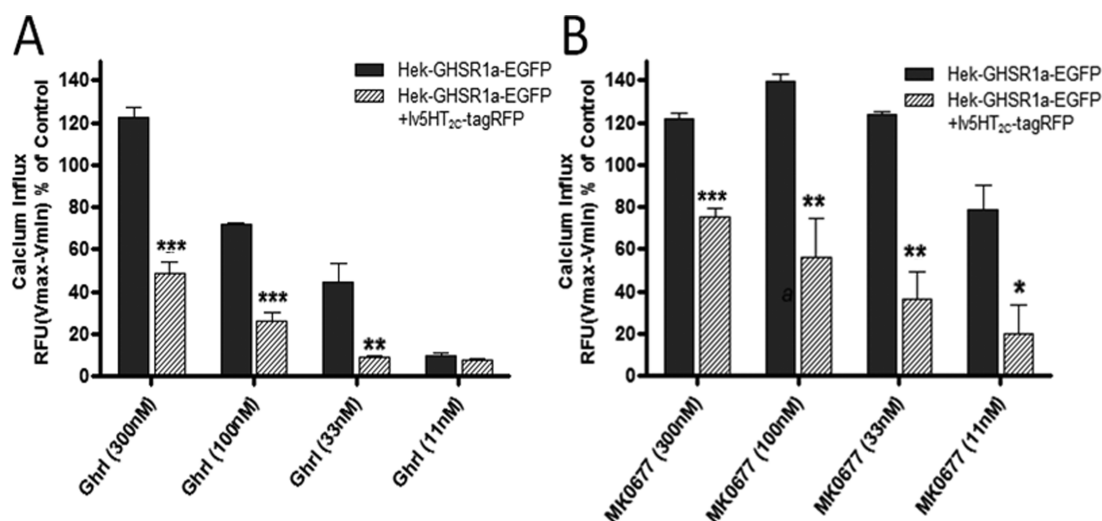 A
Hek-GHSR1a-EGFP
Hek-GHSR1a-EGFP
+lv5HT2C-tagRFP
Calcium Influx
RFU(Vmax-Vmin) % of Control
140
120
100
80
60
40
20
0
***
***
**
Ghrl (300nM)
Ghrl (100nM)
Ghrl (33nM)
Ghrl (11nM)
B
Hek-GHSR1a-EGFP
Hek-GHSR1a-EGFP
+lv5HT2C-tagRFP
Calcium Influx
RFU(Vmax-Vmin) % of Control
140
120
100
80
60
40
20
0
***
**
**
*
a
MK0677 (300nM)
MK0677 (100nM)
MK0677 (33nM)
MK0677 (11nM)